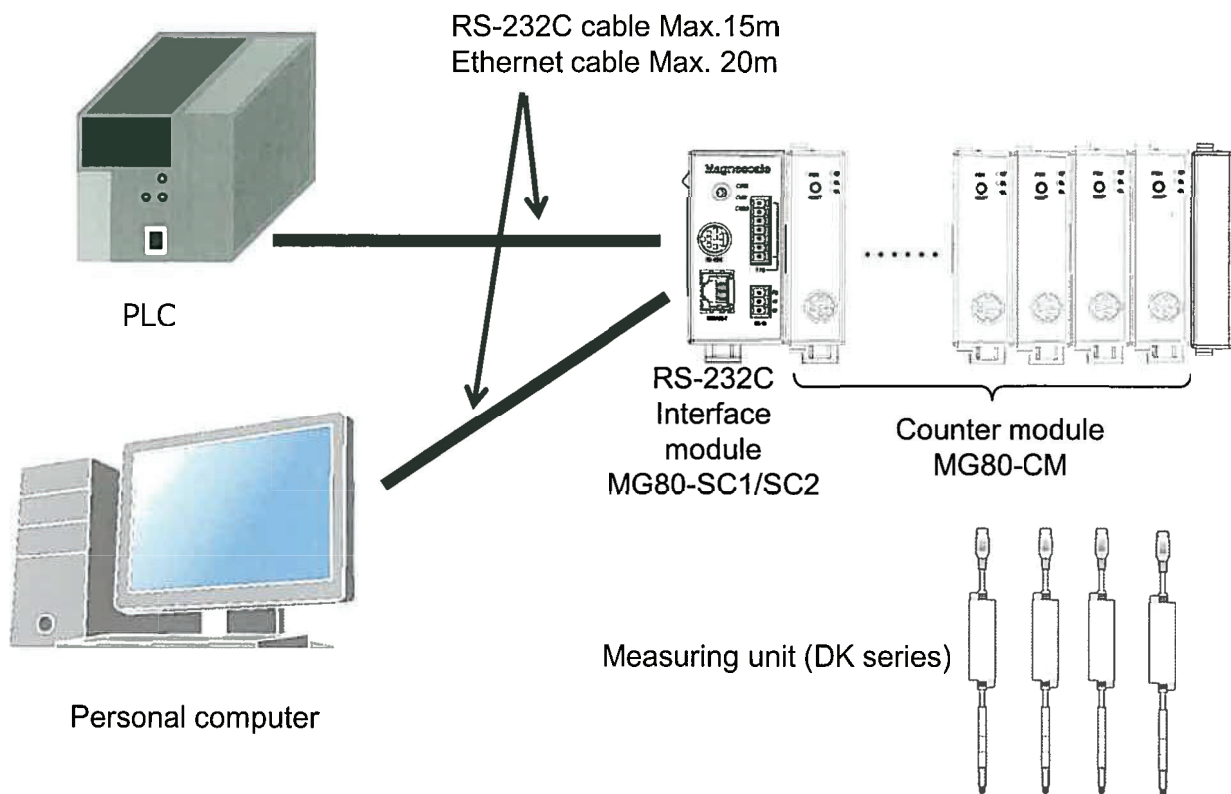 RS-232C cable Max.15m
Ethernet cable Max. 20m
Magnescale
PLC
RS-232C
Interface
module
MG80-SC1/SC2
Counter module
MG80-CM
Measuring unit (DK series)
Personal computer